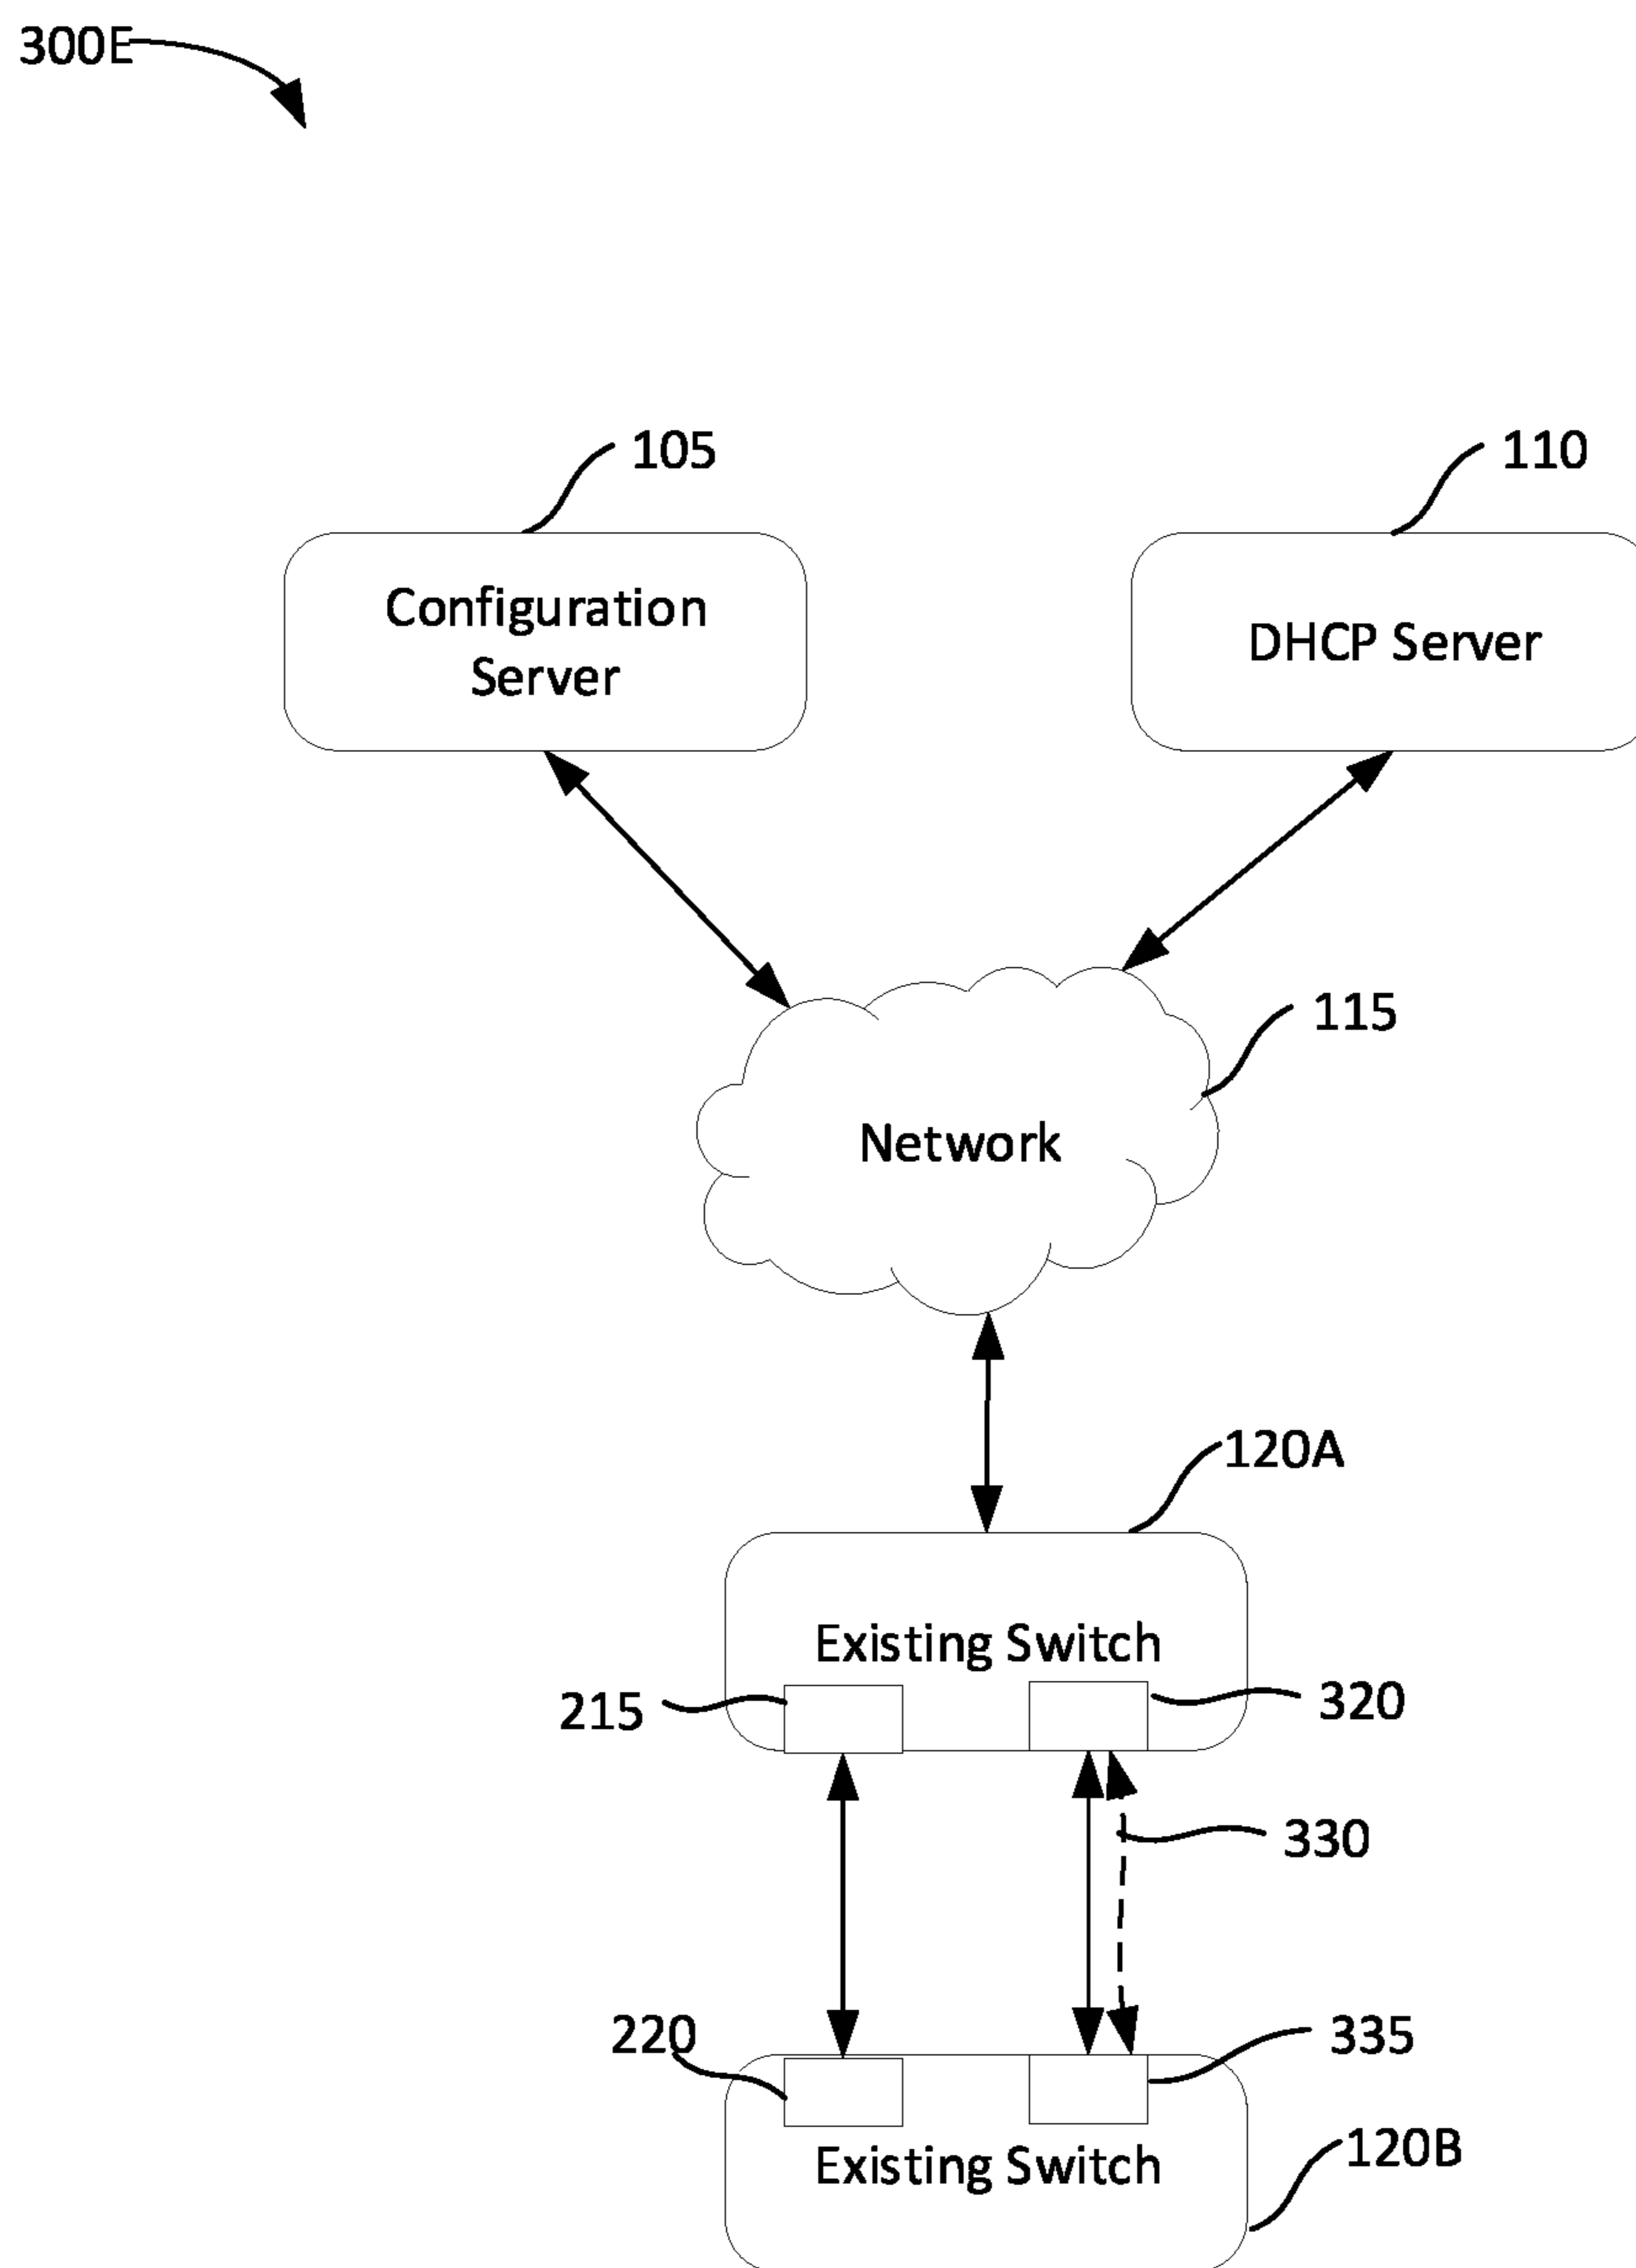 300E
105
110
Configuration
Server
DHCP Server
115
Network
120A
Existing Switch
215
320
330
220
335
Existing Switch
120B